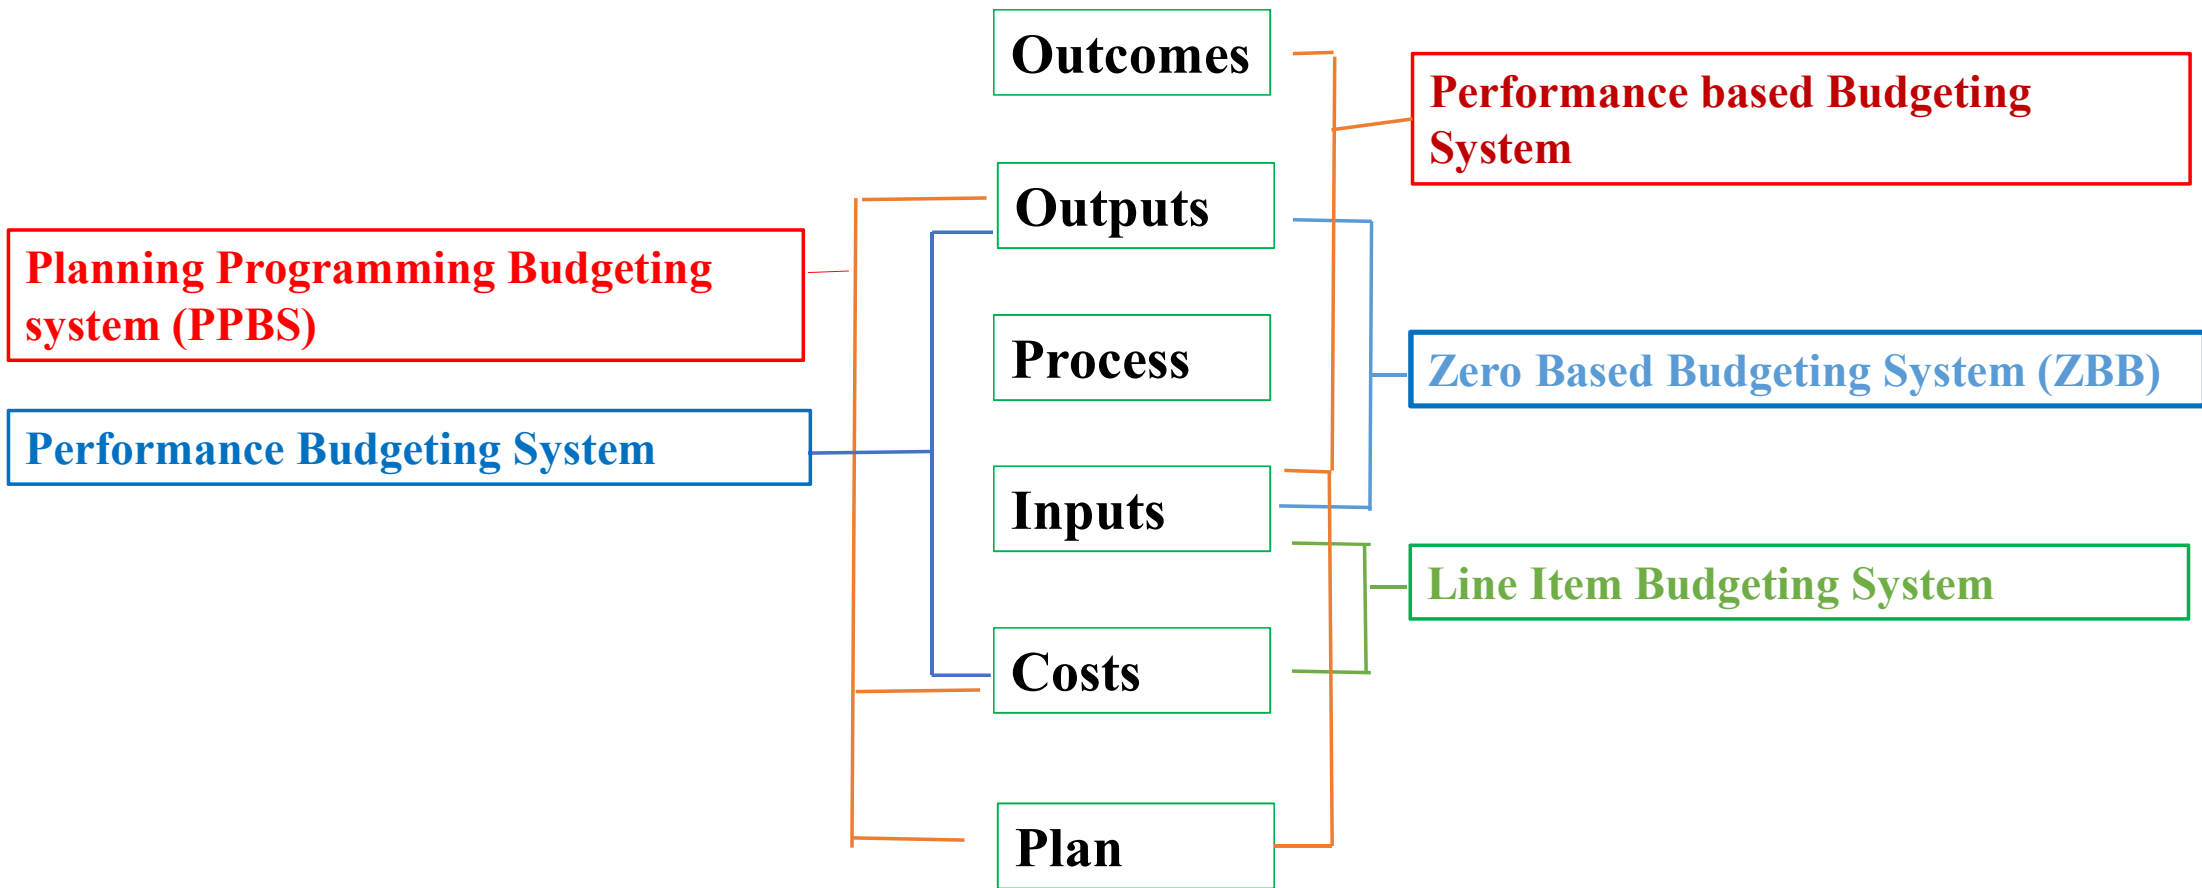 Outcomes
Performance based Budgeting
System
Outputs
Planning Programming Budgeting
system (PPBS)
Process
Zero Based Budgeting System (ZBB)
Performance Budgeting System
Inputs
Line Item Budgeting System
Costs
Plan